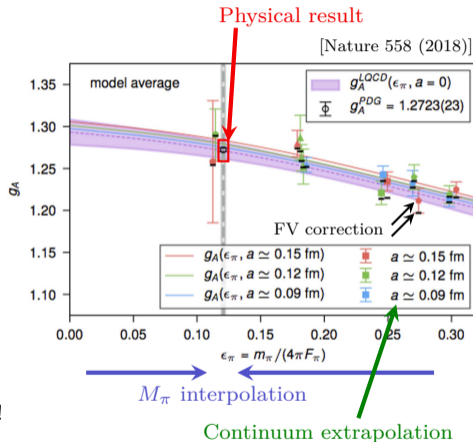 Physical result
[Nature 558 (2018)]
model average
g_A^{LQCD}(ϵ_π, a = 0)
g_A^{PDG} = 1.2723(23)
1.35
1.30
1.25
1.20
1.15
1.10
g_A
FV correction
g_A(ϵ_π, a ≃ 0.15 fm)
a ≃ 0.15 fm
g_A(ϵ_π, a ≃ 0.12 fm)
a ≃ 0.12 fm
g_A(ϵ_π, a ≃ 0.09 fm)
a ≃ 0.09 fm
0.00 0.05 0.10 0.15 0.20 0.25 0.30
ϵ_π = m_π/(4πF_π)
M_π interpolation
!
Continuum extrapolation